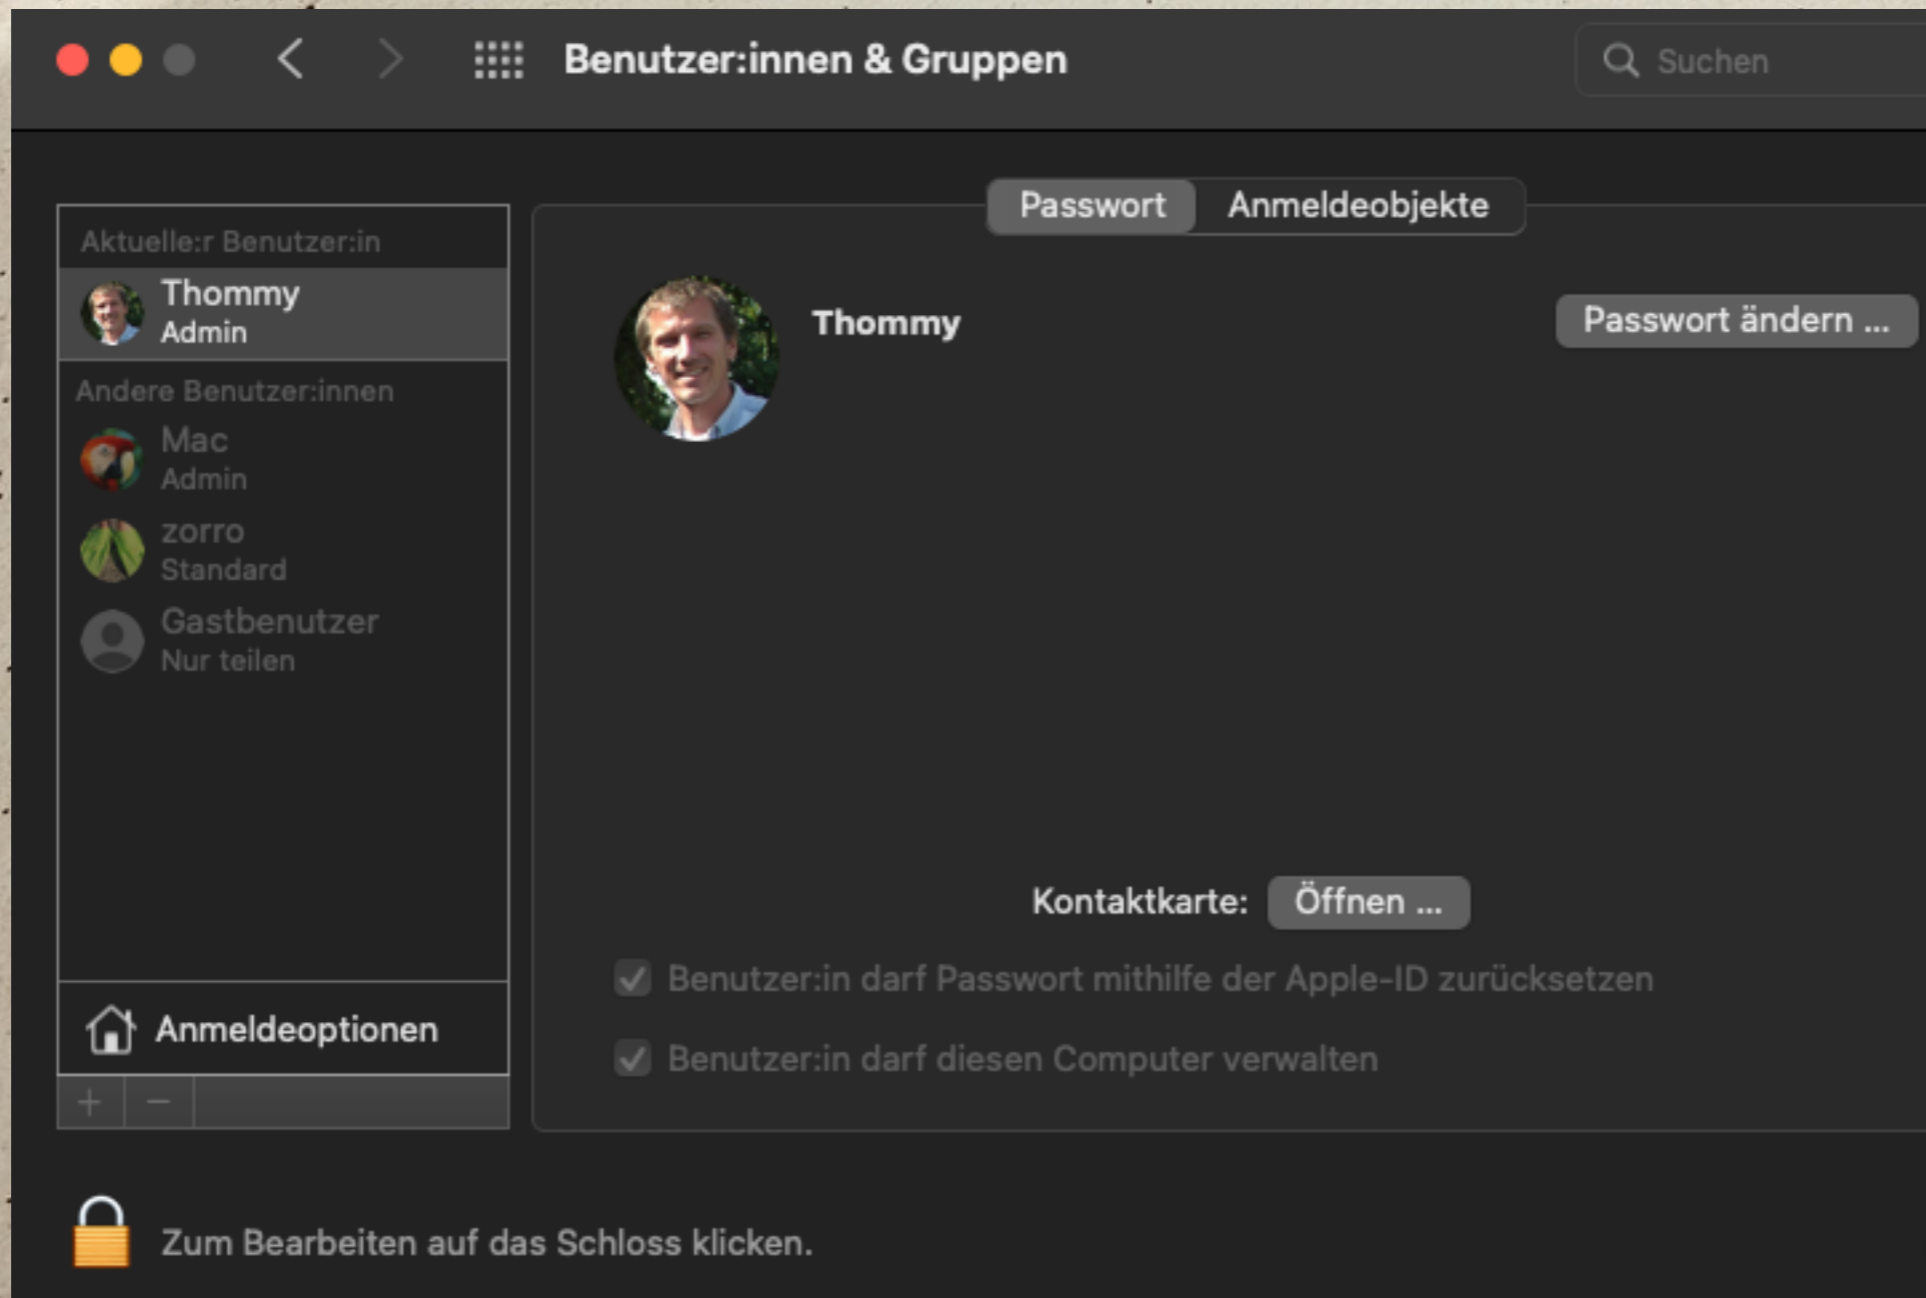 Benutzer:innen & Gruppen
Suchen
Passwort
Anmeldeobjekte
Aktuelle:r Benutzer:in
Thommy
Admin
Andere Benutzer:innen
Mac
Admin
zorro
Standard
Gastbenutzer
Nur teilen
Anmeldeoptionen
+ −
Thommy
Passwort ändern ...
Kontaktkarte: Öffnen ...
Benutzer:in darf Passwort mithilfe der Apple-ID zurücksetzen
Benutzer:in darf diesen Computer verwalten
Zum Bearbeiten auf das Schloss klicken.